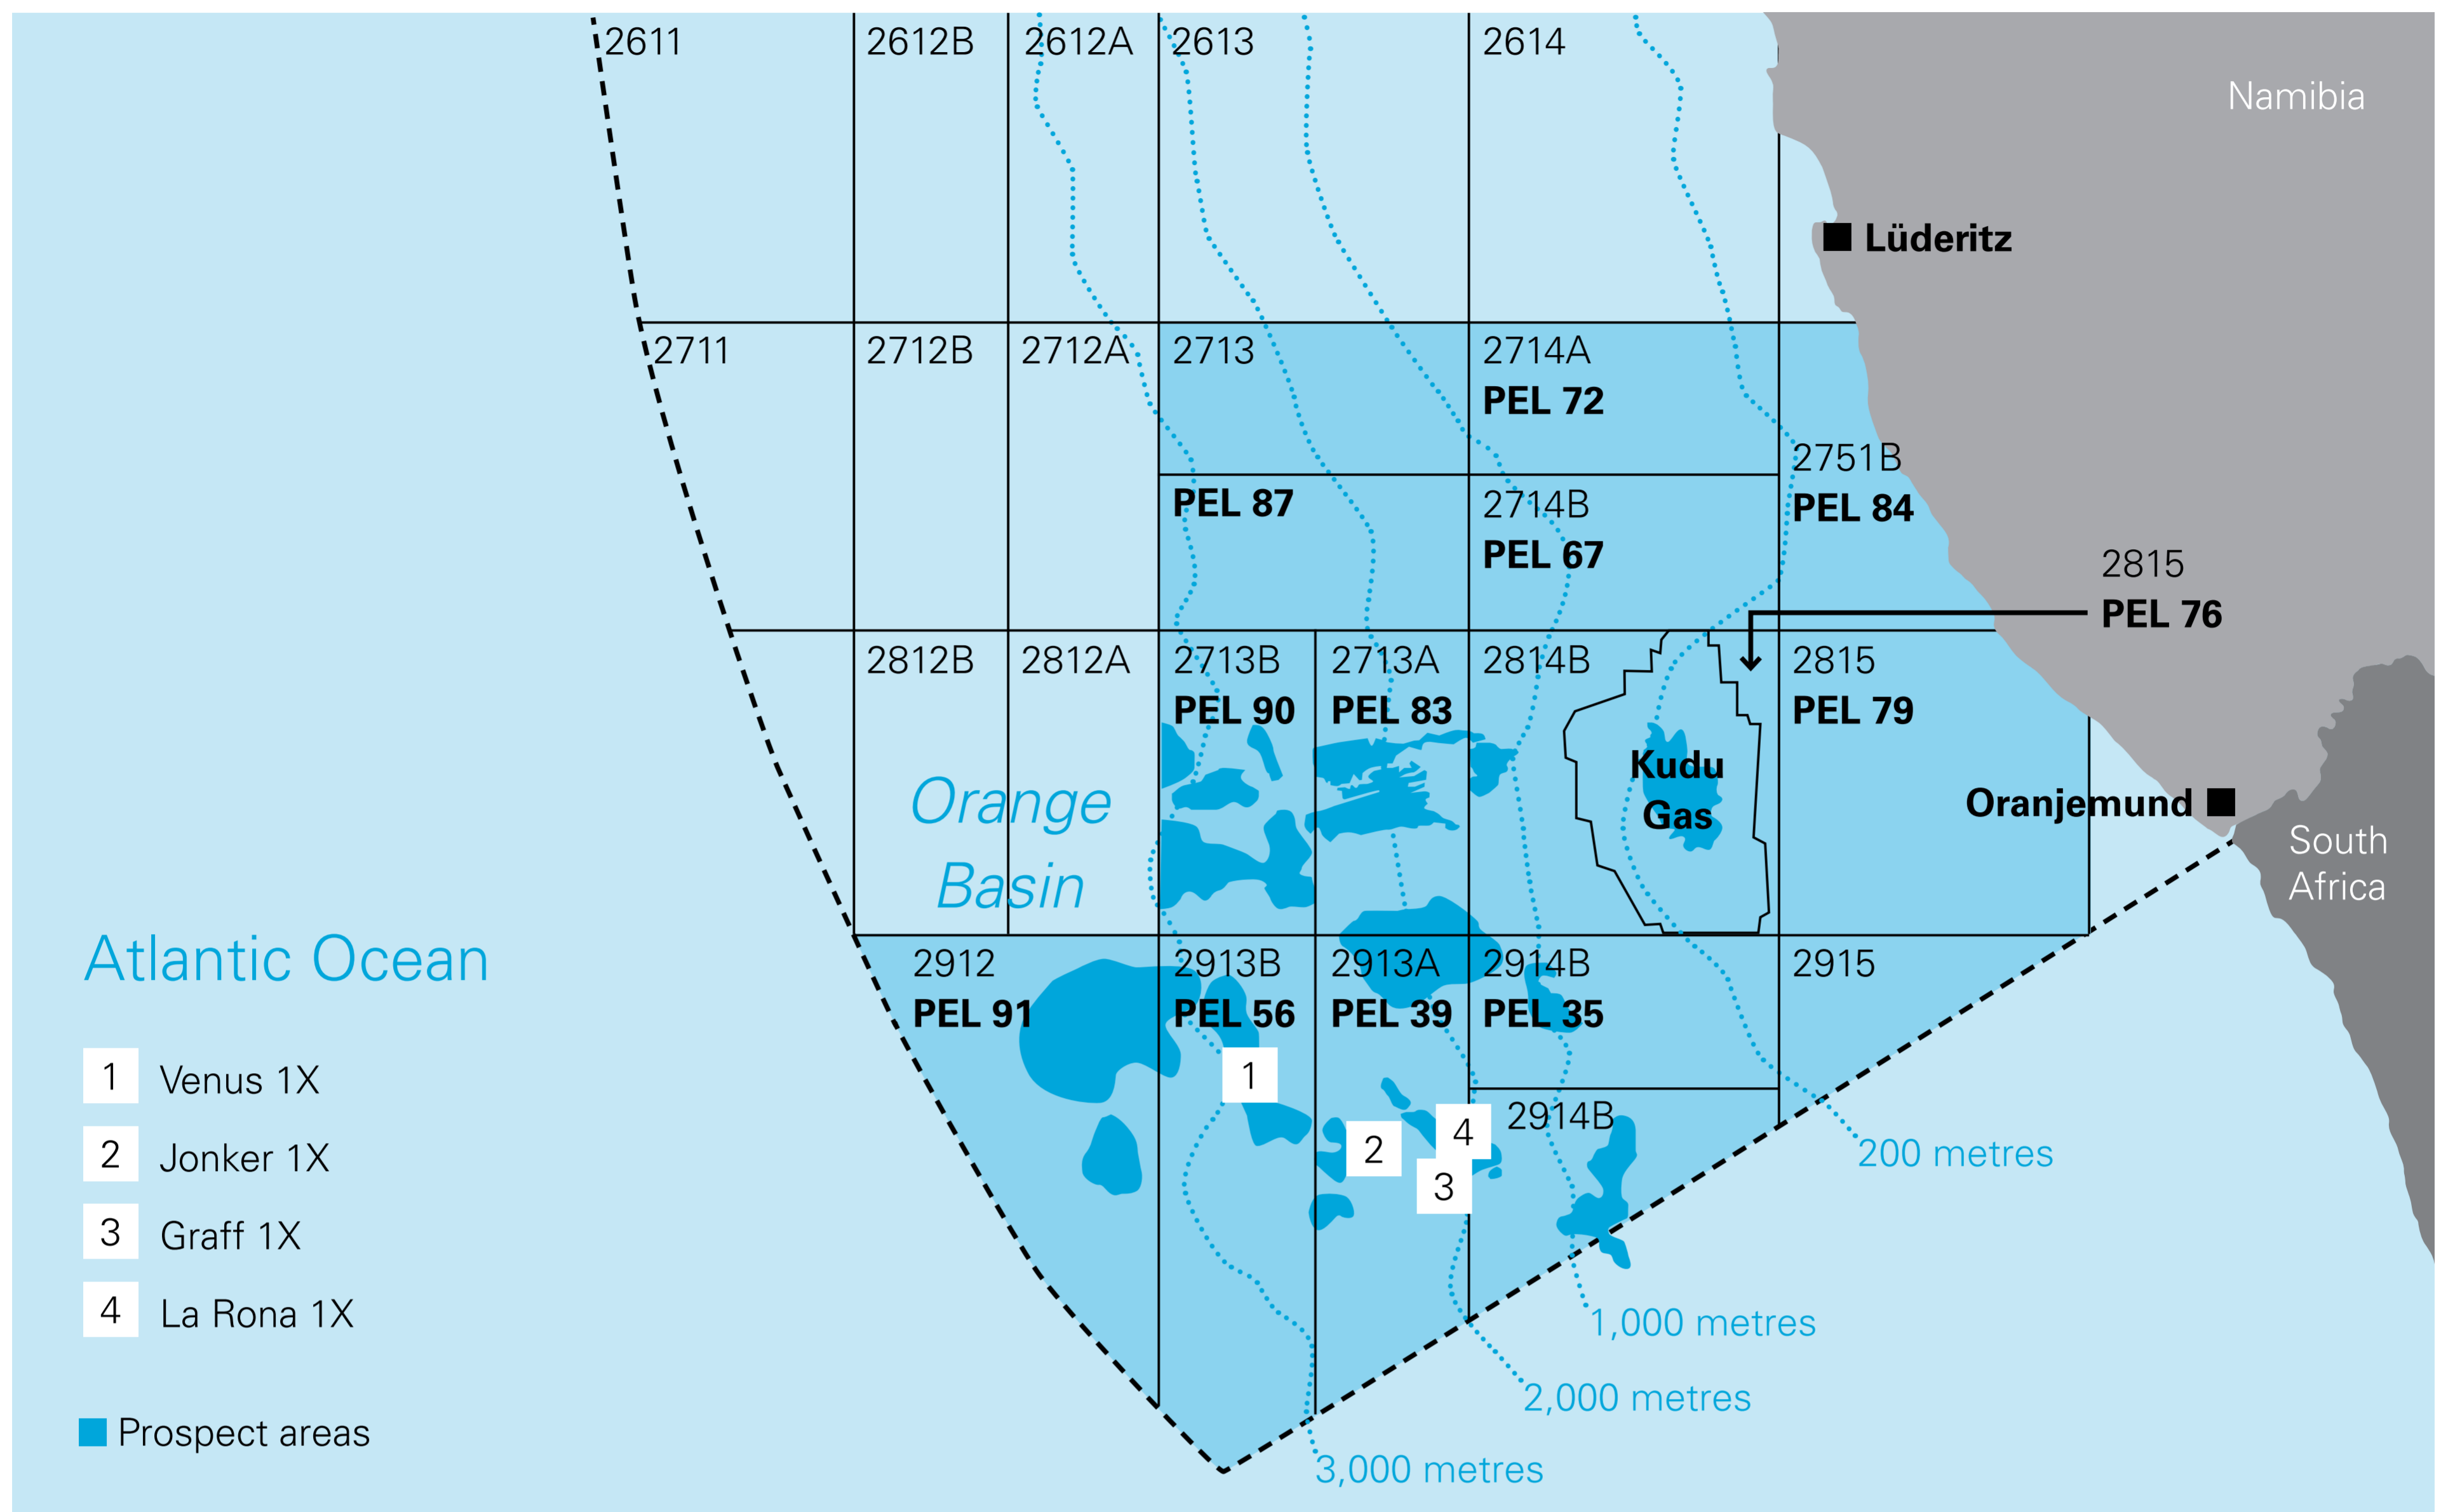 2611
2612B
2612A
2613
2614
Namibia
Lüderitz
2711
2712B
2712A
2713
2714A
PEL 72
2751B
PEL 84
PEL 87
2714B
PEL 67
2815
PEL 76
2812B
2812A
2713B
PEL 90
2713A
PEL 83
2814B
2815
PEL 79
Kudu
Gas
Orange
Basin
Oranjemund
South
Africa
Atlantic Ocean
2912
PEL 91
2913B
PEL 56
2913A
PEL 39
2914B
PEL 35
2915
1
2
4
3
2914B
200 metres
1,000 metres
2,000 metres
3,000 metres
1 Venus 1X
2 Jonker 1X
3 Graff 1X
4 La Rona 1X
Prospect areas